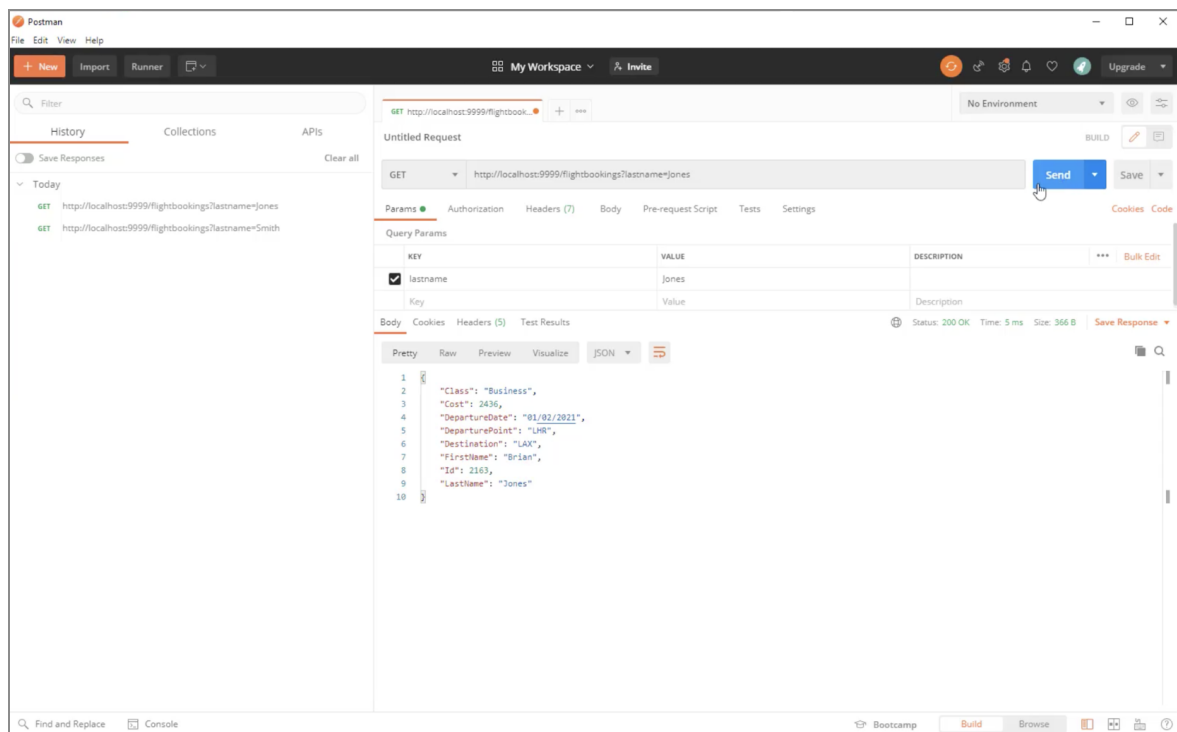 Postman
File Edit View Help
+ New Import Runner My Workspace Invite Upgrade
Filter
History Collections APIs
Save Responses Clear all
Today
GET http://localhost:9999/flightbookings?lastname=Jones
GET http://localhost:9999/flightbookings?lastname=Smith
GET http://localhost:9999/flightbook... + ••• No Environment
Untitled Request BUILD
GET http://localhost:9999/flightbookings?lastname=Jones Send Save
Params Authorization Headers (7) Body Pre-request Script Tests Settings Cookies Code
Query Params
KEY VALUE DESCRIPTION ••• Bulk Edit
lastname Jones
Key Value Description
Body Cookies Headers (5) Test Results Status: 200 OK Time: 5 ms Size: 366 B Save Response
Pretty Raw Preview Visualize JSON
1 {
2 "Class": "Business",
3 "Cost": 2436,
4 "DepartureDate": "01/02/2021",
5 "DeparturePoint": "LHR",
6 "Destination": "LAX",
7 "FirstName": "Brian",
8 "Id": 2163,
9 "LastName": "Jones"
10 }
Find and Replace Console Bootcamp Build Browse